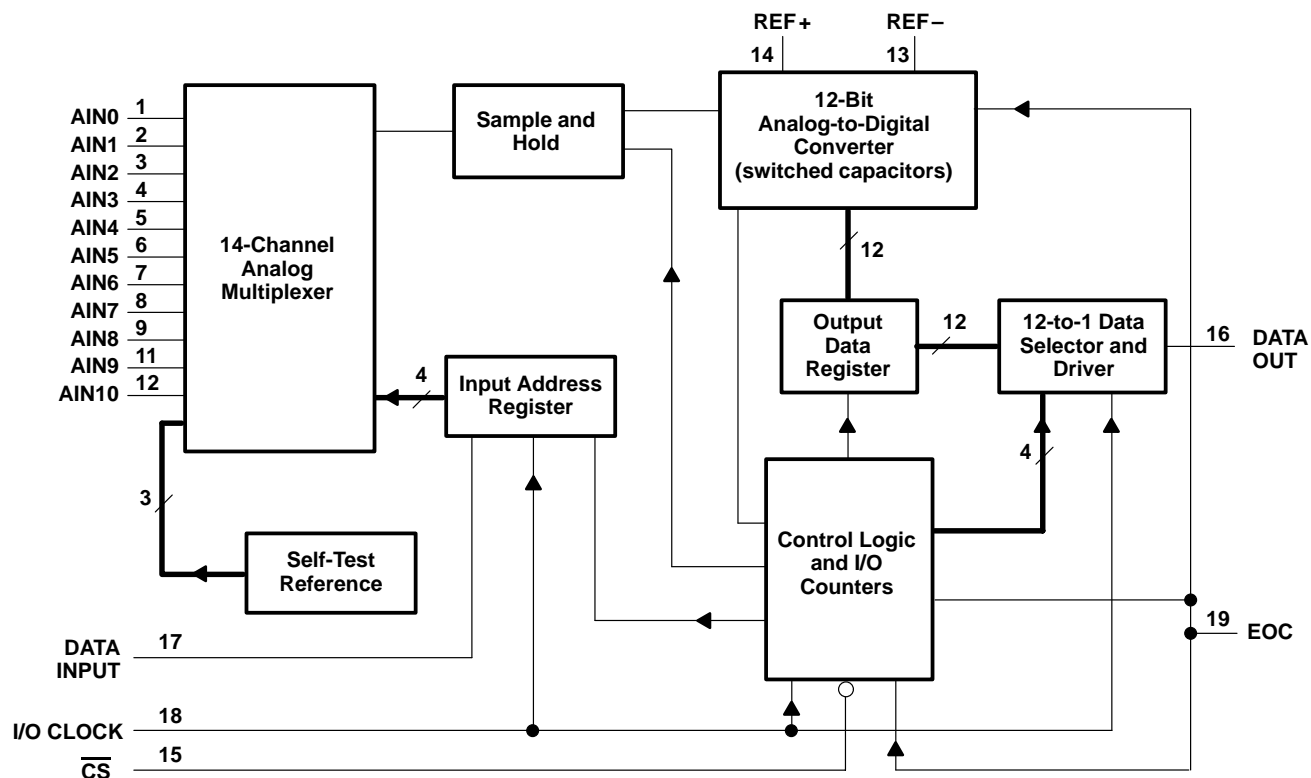 REF+
REF–
14
13
12-Bit
Analog-to-Digital
Converter
(switched capacitors)
Sample and
Hold
14-Channel
Analog
Multiplexer
AIN0 1
AIN1 2
AIN2 3
AIN3 4
AIN4 5
AIN5 6
AIN6 7
AIN7 8
AIN8 9
AIN9 11
AIN10 12
12
Output
Data
Register
12
12-to-1 Data
Selector and
Driver
16
DATA
OUT
4
Input Address
Register
4
3
Self-Test
Reference
Control Logic
and I/O
Counters
19
EOC
DATA
INPUT
17
I/O CLOCK
18
C̅S̅
15